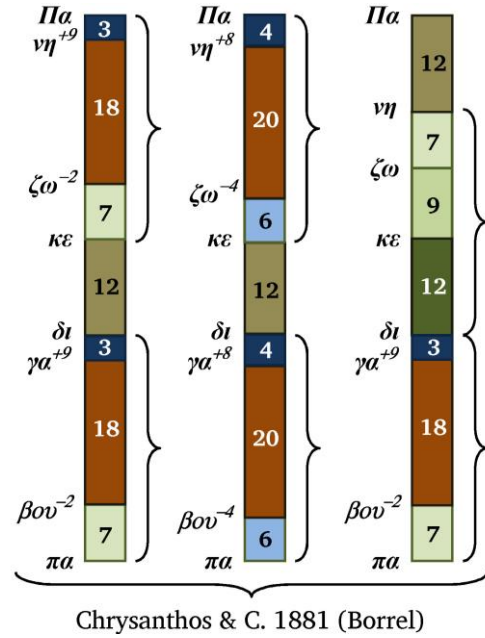 Πα
3
νη⁺⁹
18
ζω⁻²
7
κε
12
δι
3
γα⁺⁹
18
βου⁻²
7
πα
Πα
4
νη⁺⁸
20
ζω⁻⁴
6
κε
12
δι
4
γα⁺⁸
20
βου⁻⁴
6
πα
Πα
12
νη
7
ζω
9
κε
12
δι
3
γα⁺⁹
18
βου⁻²
7
πα
Chrysanthos & C. 1881 (Borrel)